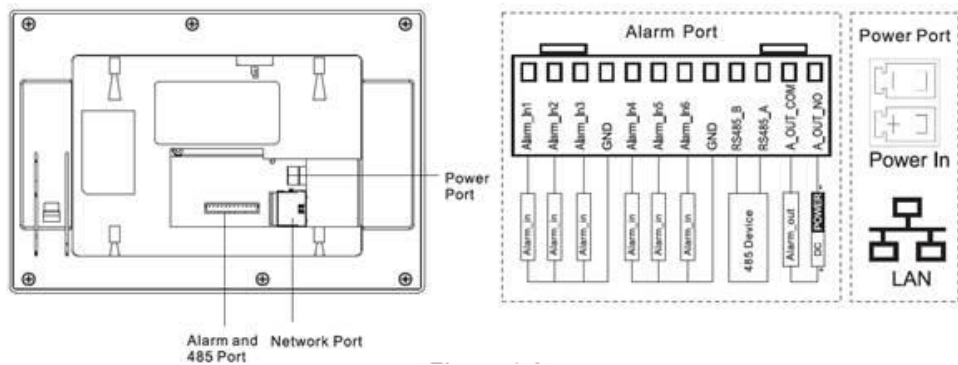 Power
Port
Alarm and
485 Port
Network Port
Alarm Port
Alarm_In1
Alarm_In2
Alarm_In3
GND
Alarm_In4
Alarm_In5
Alarm_In6
GND
RS485_B
RS485_A
A_OUT_COM
A_OUT_NO
Alarm_in
Alarm_in
Alarm_in
Alarm_in
Alarm_in
Alarm_in
485 Device
Alarm_out
DC POWER
Power Port
Power In
LAN